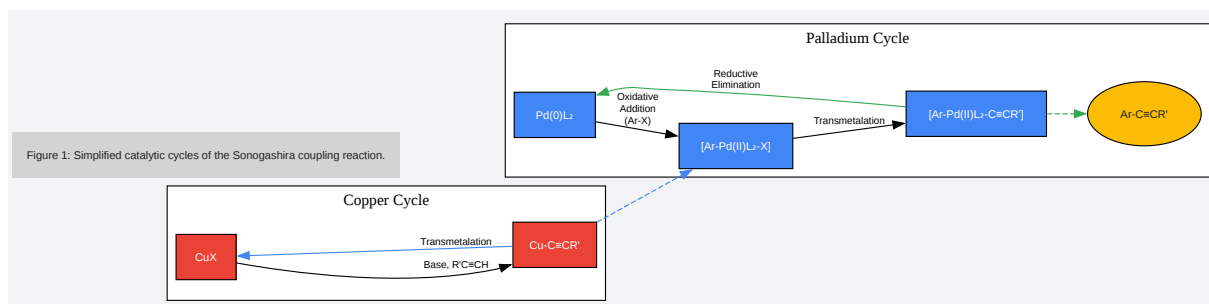 Palladium Cycle
Reductive
Elimination
Pd(0)L₂
Oxidative
Addition
(Ar-X)
[Ar-Pd(II)L₂-X]
Transmetalation
[Ar-Pd(II)L₂-C≡CR']
Ar-C≡CR'
Figure 1: Simplified catalytic cycles of the Sonogashira coupling reaction.
Copper Cycle
CuX
Transmetalation
Base, R'C≡CH
Cu-C≡CR'